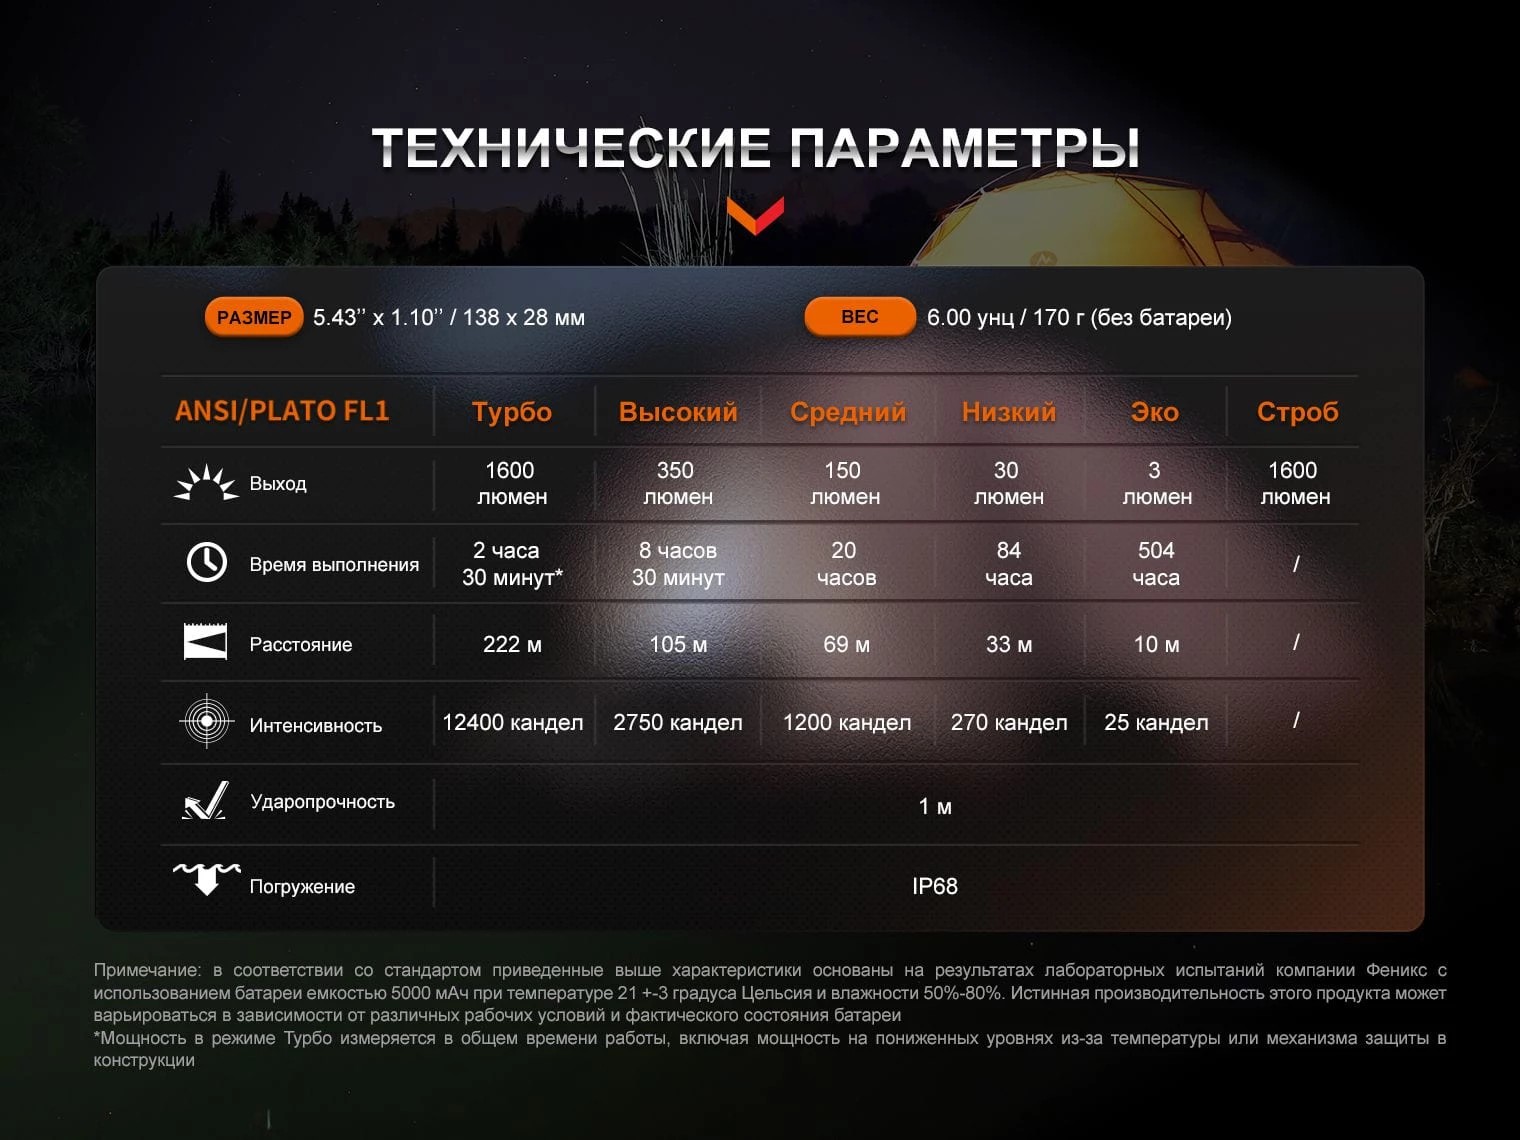 ТЕХНИЧЕСКИЕ ПАРАМЕТРЫ
РАЗМЕР 5.43’’ x 1.10’’ / 138 x 28 мм
ВЕС 6.00 унц / 170 г (без батареи)
ANSI/PLATO FL1 Турбо Высокий Средний Низкий Эко Строб
Выход 1600 люмен 350 люмен 150 люмен 30 люмен 3 люмен 1600 люмен
Время выполнения 2 часа 30 минут* 8 часов 30 минут 20 часов 84 часа 504 часа /
Расстояние 222 м 105 м 69 м 33 м 10 м /
Интенсивность 12400 кандел 2750 кандел 1200 кандел 270 кандел 25 кандел /
Ударопрочность 1 м
Погружение IP68
Примечание: в соответствии со стандартом приведенные выше характеристики основаны на результатах лабораторных испытаний компании Феникс с
использованием батареи емкостью 5000 мАч при температуре 21 +-3 градуса Цельсия и влажности 50%-80%. Истинная производительность этого продукта может
варьироваться в зависимости от различных рабочих условий и фактического состояния батареи
*Мощность в режиме Турбо измеряется в общем времени работы, включая мощность на пониженных уровнях из-за температуры или механизма защиты в
конструкции